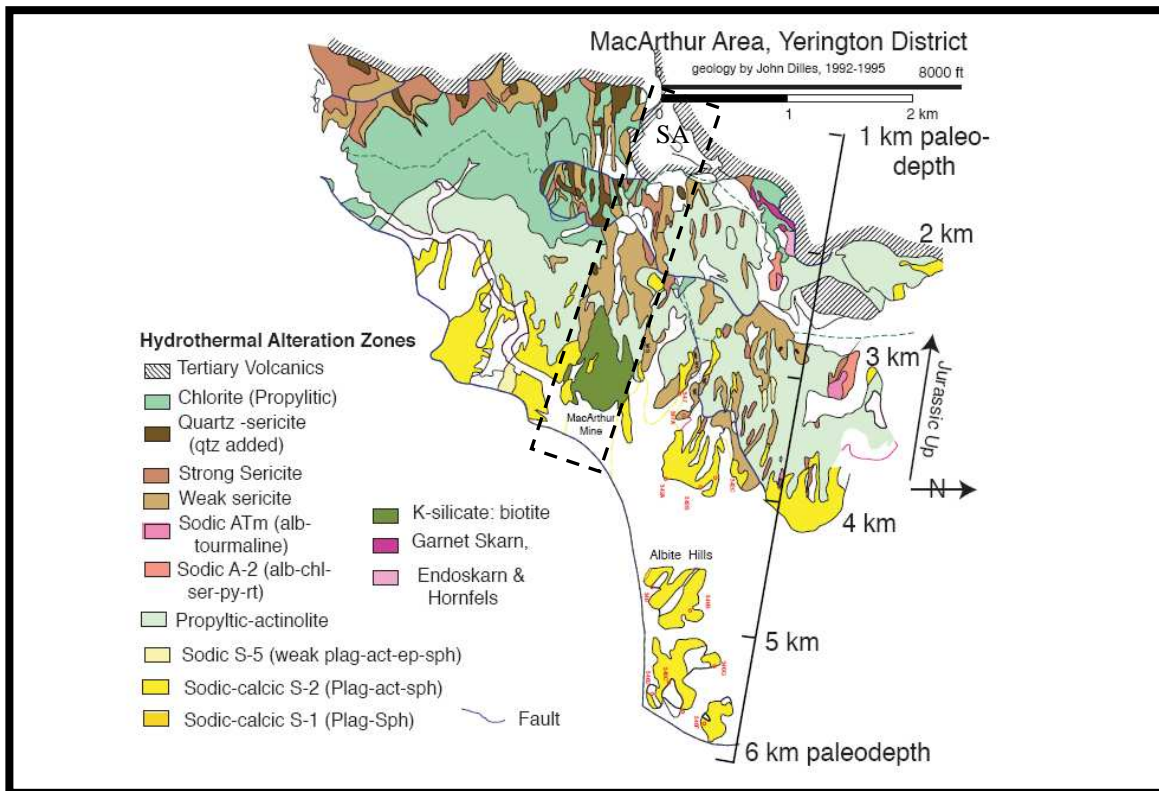 MacArthur Area, Yerington District
geology by John Dilles, 1992-1995
8000 ft
0
1
2
km
SA
1 km paleo-
depth
2 km
3 km
Jurassic Up
N
4 km
5 km
6 km paleodepth
MacArthur
Mine
Albite Hills
Hydrothermal Alteration Zones
Tertiary Volcanics
Chlorite (Propylitic)
Quartz -sericite
(qtz added)
Strong Sericite
Weak sericite
Sodic ATm (alb-
tourmaline)
Sodic A-2 (alb-chl-
ser-py-rt)
Propyltic-actinolite
Sodic S-5 (weak plag-act-ep-sph)
Sodic-calcic S-2 (Plag-act-sph)
Sodic-calcic S-1 (Plag-Sph)
K-silicate: biotite
Garnet Skarn,
Endoskarn &
Hornfels
Fault